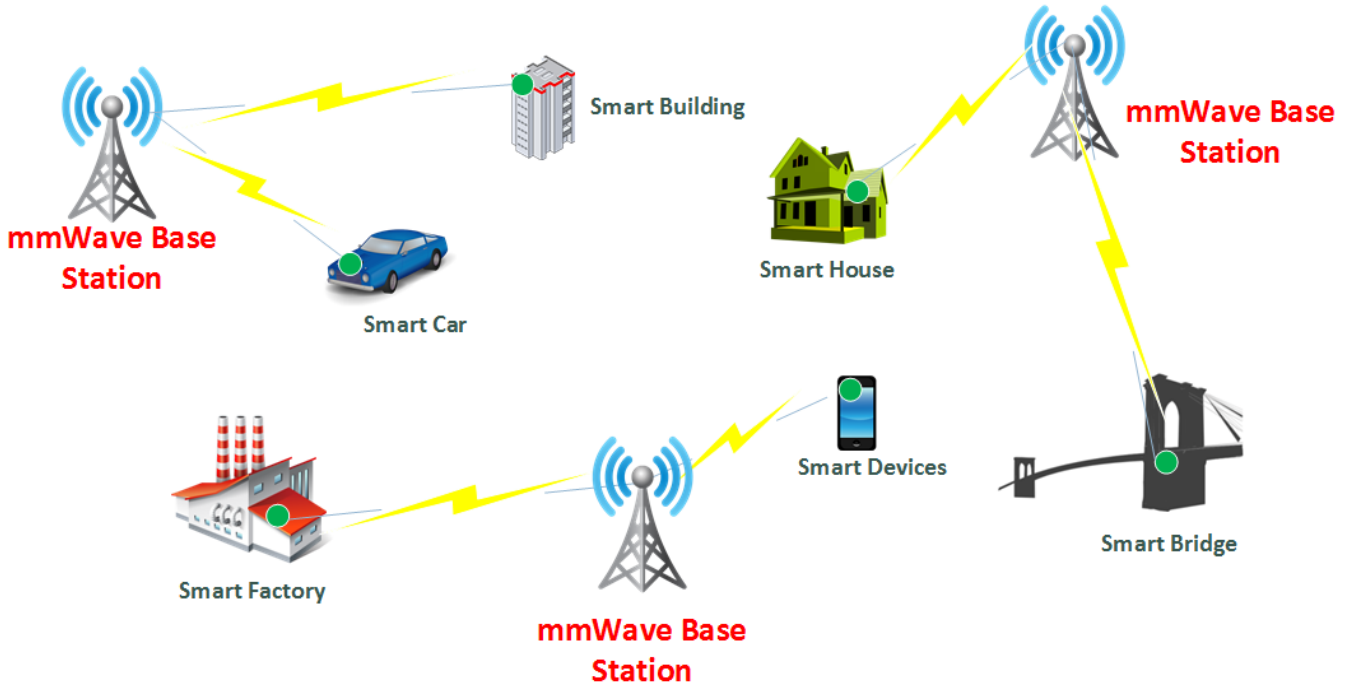 Smart Building
mmWave Base
Station
mmWave Base
Station
Smart House
Smart Car
Smart Devices
Smart Bridge
Smart Factory
mmWave Base
Station